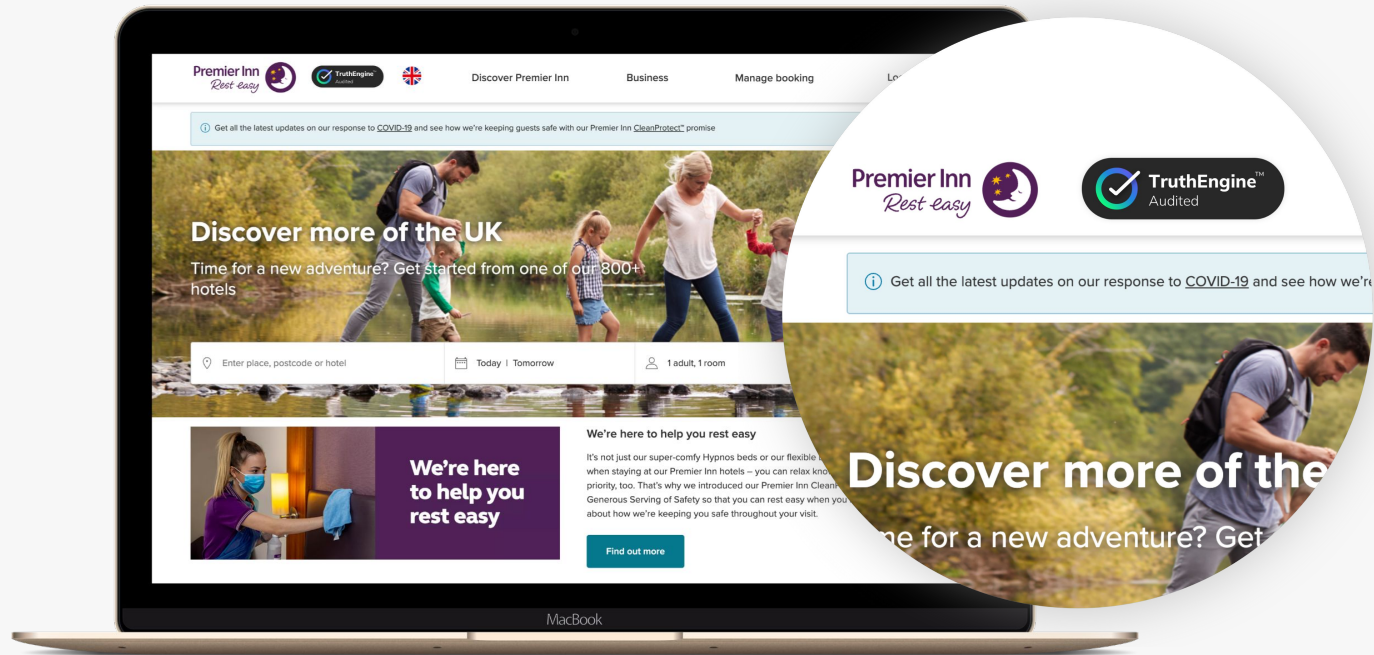 Premier Inn
Rest easy
TruthEngine™
Audited
Discover Premier Inn
Business
Manage booking
Get all the latest updates on our response to COVID-19 and see how we're keeping guests safe with our Premier Inn CleanProtect™ promise
Discover more of the UK
Time for a new adventure? Get started from one of our 800+
hotels
Enter place, postcode or hotel
Today | Tomorrow
1 adult, 1 room
We're here
to help you
rest easy
We're here to help you rest easy
It's not just our super-comfy Hypnos beds or our flexible
when staying at our Premier Inn hotels – you can relax
priority, too. That's why we introduced our Premier Inn
Generous Serving of Safety so that you can rest easy when you
about how we're keeping you safe throughout your visit.
Find out more
MacBook
Premier Inn
Rest easy
TruthEngine™
Audited
Get all the latest updates on our response to COVID-19 and see how we're
Discover more of the
for a new adventure? Get